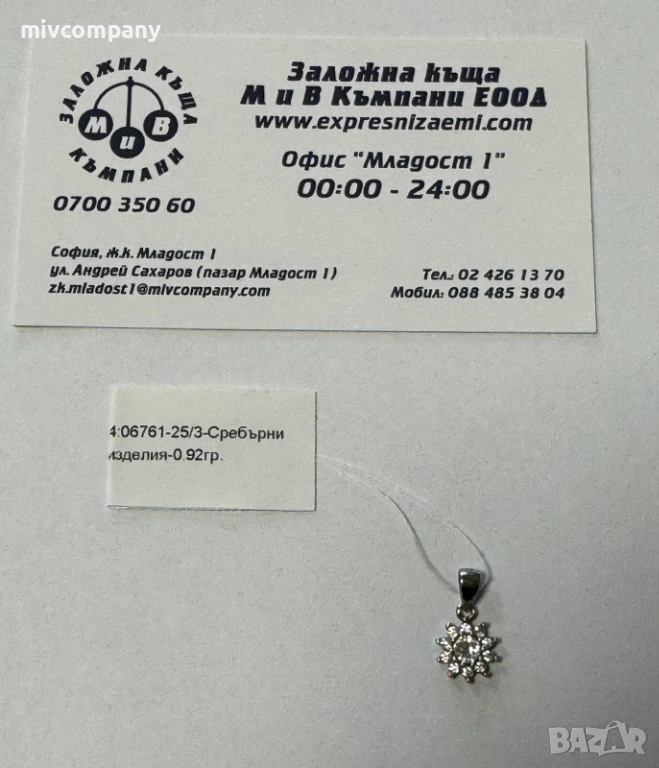 mivcompany
ЗАЛОЖНА КЪЩА
М и В
КЪМПАНИ
0700 350 60
Заложна къща
М и В Къмпани ЕООД
www.expresnizaemi.com
Офис "Младост 1"
00:00 - 24:00
София, ж.к. Младост 1
ул. Андрей Сахаров (пазар Младост 1)
zk.mladost1@mivcompany.com
Тел.: 02 426 13 70
Мобил: 088 485 38 04
4:06761-25/3-Сребърни
изделия-0.92гр.
BAZAR